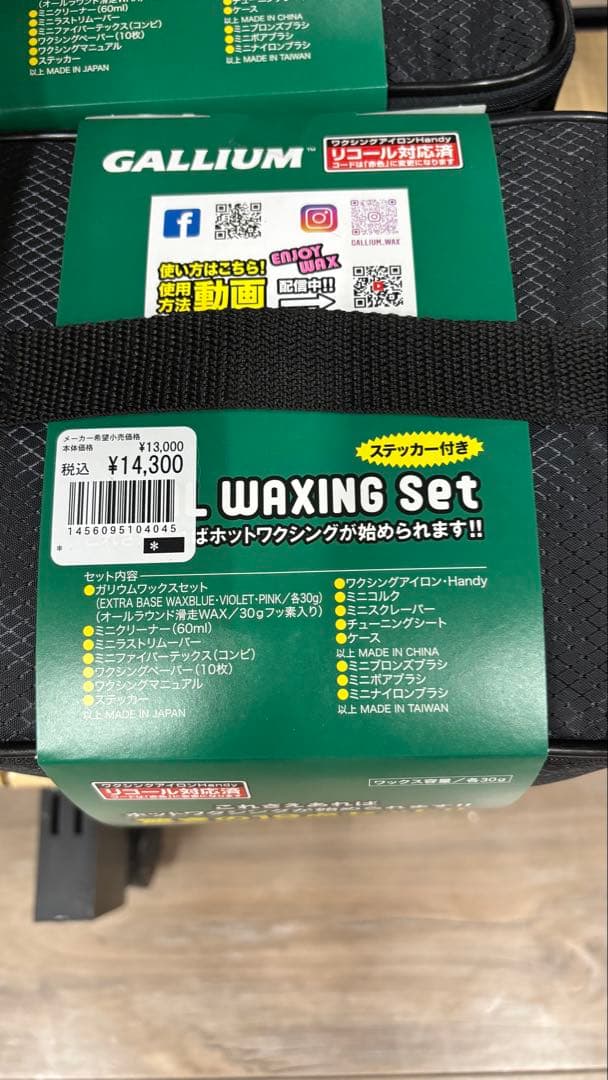 (オールラウンド滑走WAX/30
ミニクリーナー(60ml)
ミニラストリムーバー
ミニファイバーテックス(コンビ)
ワクシングペーパー(10枚)
ワクシングマニュアル
ステッカー
以上 MADE IN JAPAN
ケース
以上 MADE IN CHINA
ミニブロンズブラシ
ミニボアブラシ
ミニナイロンブラシ
以上 MADE IN TAIWAN
GALLIUM™
ワクシングアイロンHandy
リコール対応済
コードは「赤色」に変更になります
GALLIUM_WAX
使い方はこちら!
使用方法 動画
ENJOY WAX
配信中!!
メーカー希望小売価格
本体価格 ¥13,000
税込 ¥14,300
1456095104045
* *
ステッカー付き
L WAXING Set
ばホットワクシングが始められます!!
セット内容
●ガリウムワックスセット
(EXTRA BASE WAXBLUE・VIOLET・PINK/各30g)
(オールラウンド滑走WAX/30gフッ素入り)
●ミニクリーナー(60ml)
●ミニラストリムーバー
●ミニファイバーテックス(コンビ)
●ワクシングペーパー(10枚)
●ワクシングマニュアル
●ステッカー
以上 MADE IN JAPAN
●ワクシングアイロン・Handy
●ミニコルク
●ミニスクレーパー
●チューニングシート
●ケース
以上 MADE IN CHINA
●ミニブロンズブラシ
●ミニボアブラシ
●ミニナイロンブラシ
以上 MADE IN TAIWAN
ワクシングアイロンHandy
リコール対応済
コードは「赤色」に変更になります
ワックス容量/各30g
これさえあれば